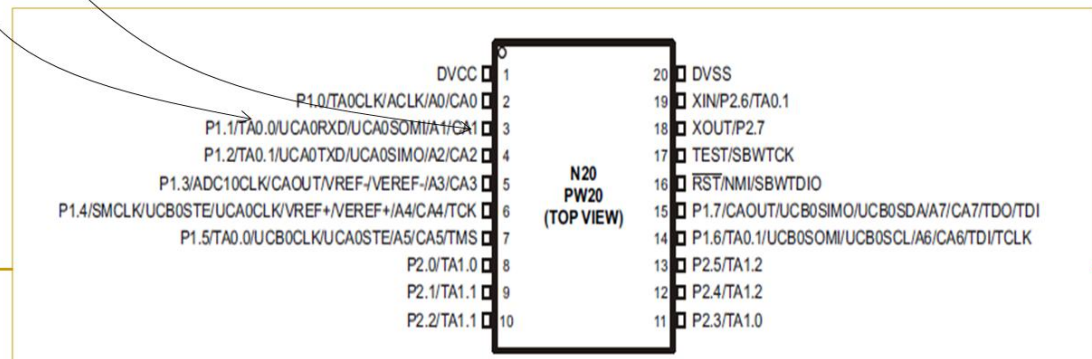 DVCC 1 20 DVSS
P1.0/TA0CLK/ACLK/A0/CA0 2 19 XIN/P2.6/TA0.1
P1.1/TA0.0/UCA0RXD/UCA0SOMI/A1/CA1 3 18 XOUT/P2.7
P1.2/TA0.1/UCA0TXD/UCA0SIMO/A2/CA2 4 17 TEST/SBWTCK
P1.3/ADC10CLK/CAOUT/VREF-/VEREF-/A3/CA3 5 16 RST/NMI/SBWTDIO
P1.4/SMCLK/UCB0STE/UCA0CLK/VREF+/VEREF+/A4/CA4/TCK 6 15 P1.7/CAOUT/UCB0SIMO/UCB0SDA/A7/CA7/TDO/TDI
P1.5/TA0.0/UCB0CLK/UCA0STE/A5/CA5/TMS 7 14 P1.6/TA0.1/UCB0SOMI/UCB0SCL/A6/CA6/TDI/TCLK
P2.0/TA1.0 8 13 P2.5/TA1.2
P2.1/TA1.1 9 12 P2.4/TA1.2
P2.2/TA1.1 10 11 P2.3/TA1.0
N20
PW20
(TOP VIEW)